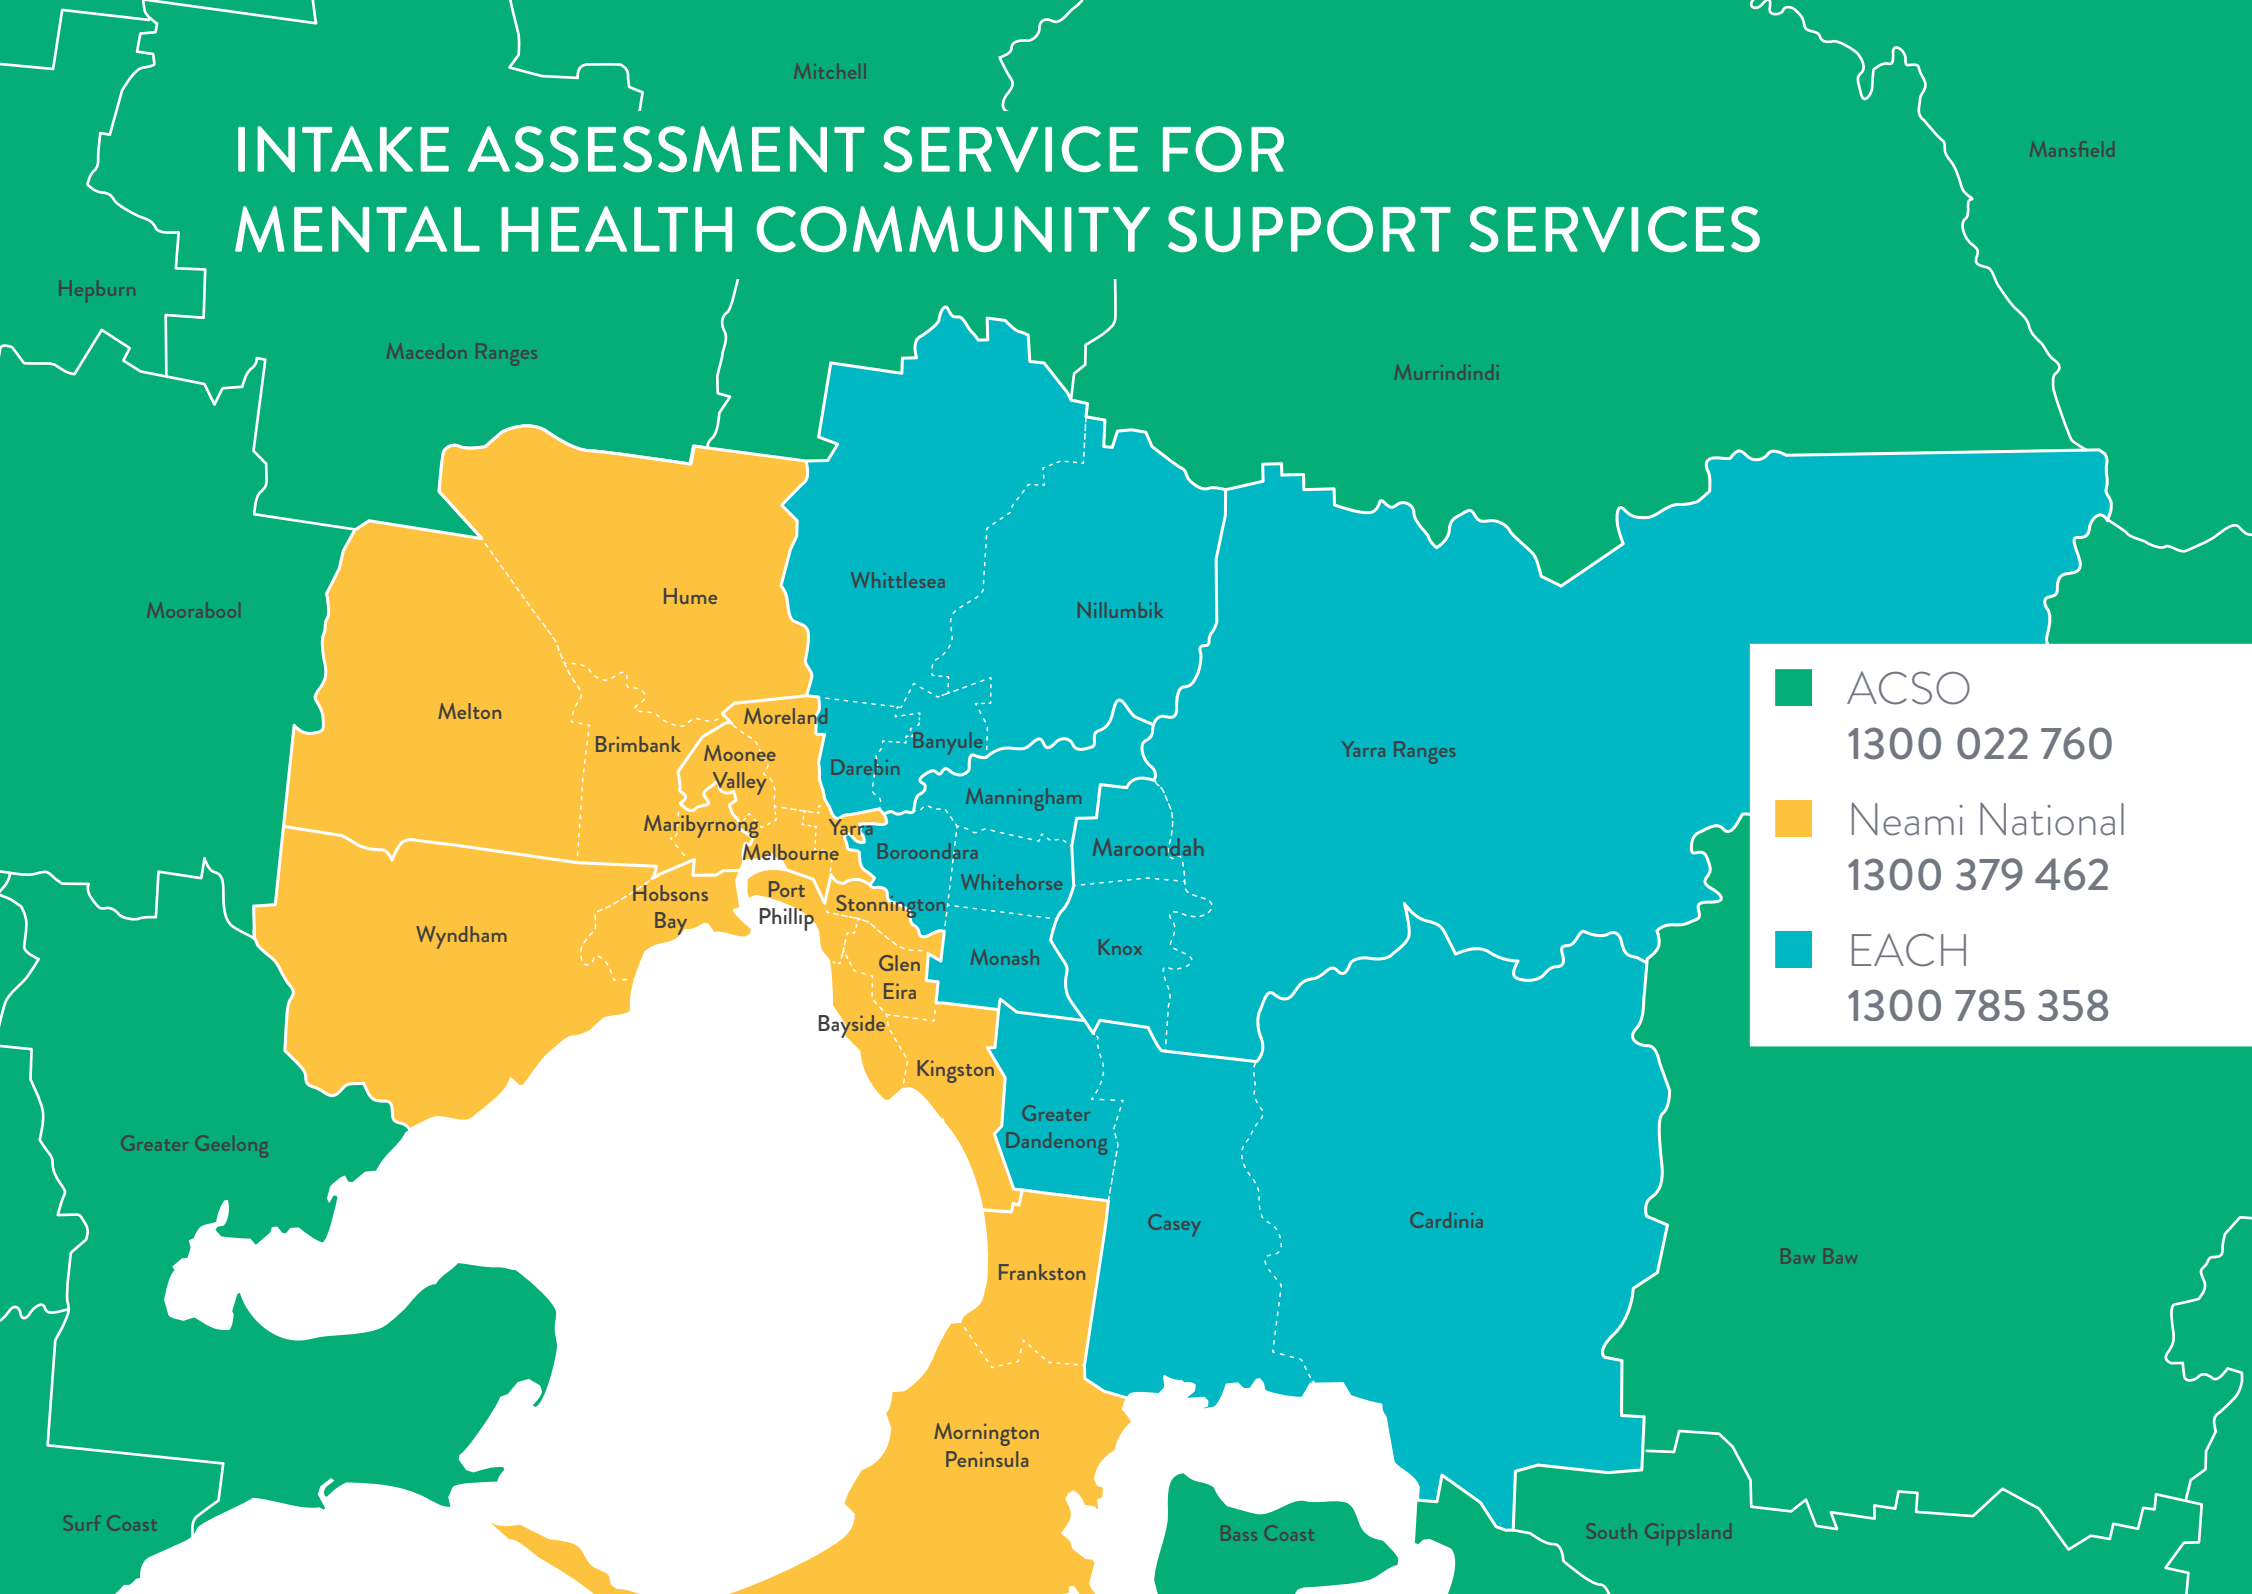 Mitchell
INTAKE ASSESSMENT SERVICE FOR
MENTAL HEALTH COMMUNITY SUPPORT SERVICES
Mansfield
Hepburn
Macedon Ranges
Murrindindi
Whittlesea
Hume
Nillumbik
Moorabool
Melton
Moreland
Brimbank
Moonee
Valley
Banyule
Darebin
Yarra Ranges
Manningham
Maribyrnong
Yarra
Melbourne
Boroondara
Maroondah
Whitehorse
Hobsons
Bay
Port
Phillip
Stonnington
Wyndham
Knox
Monash
Glen
Eira
Bayside
Kingston
Greater
Dandenong
Greater Geelong
Casey
Cardinia
Baw Baw
Frankston
Mornington
Peninsula
Surf Coast
Bass Coast
South Gippsland
ACSO
1300 022 760
Neami National
1300 379 462
EACH
1300 785 358